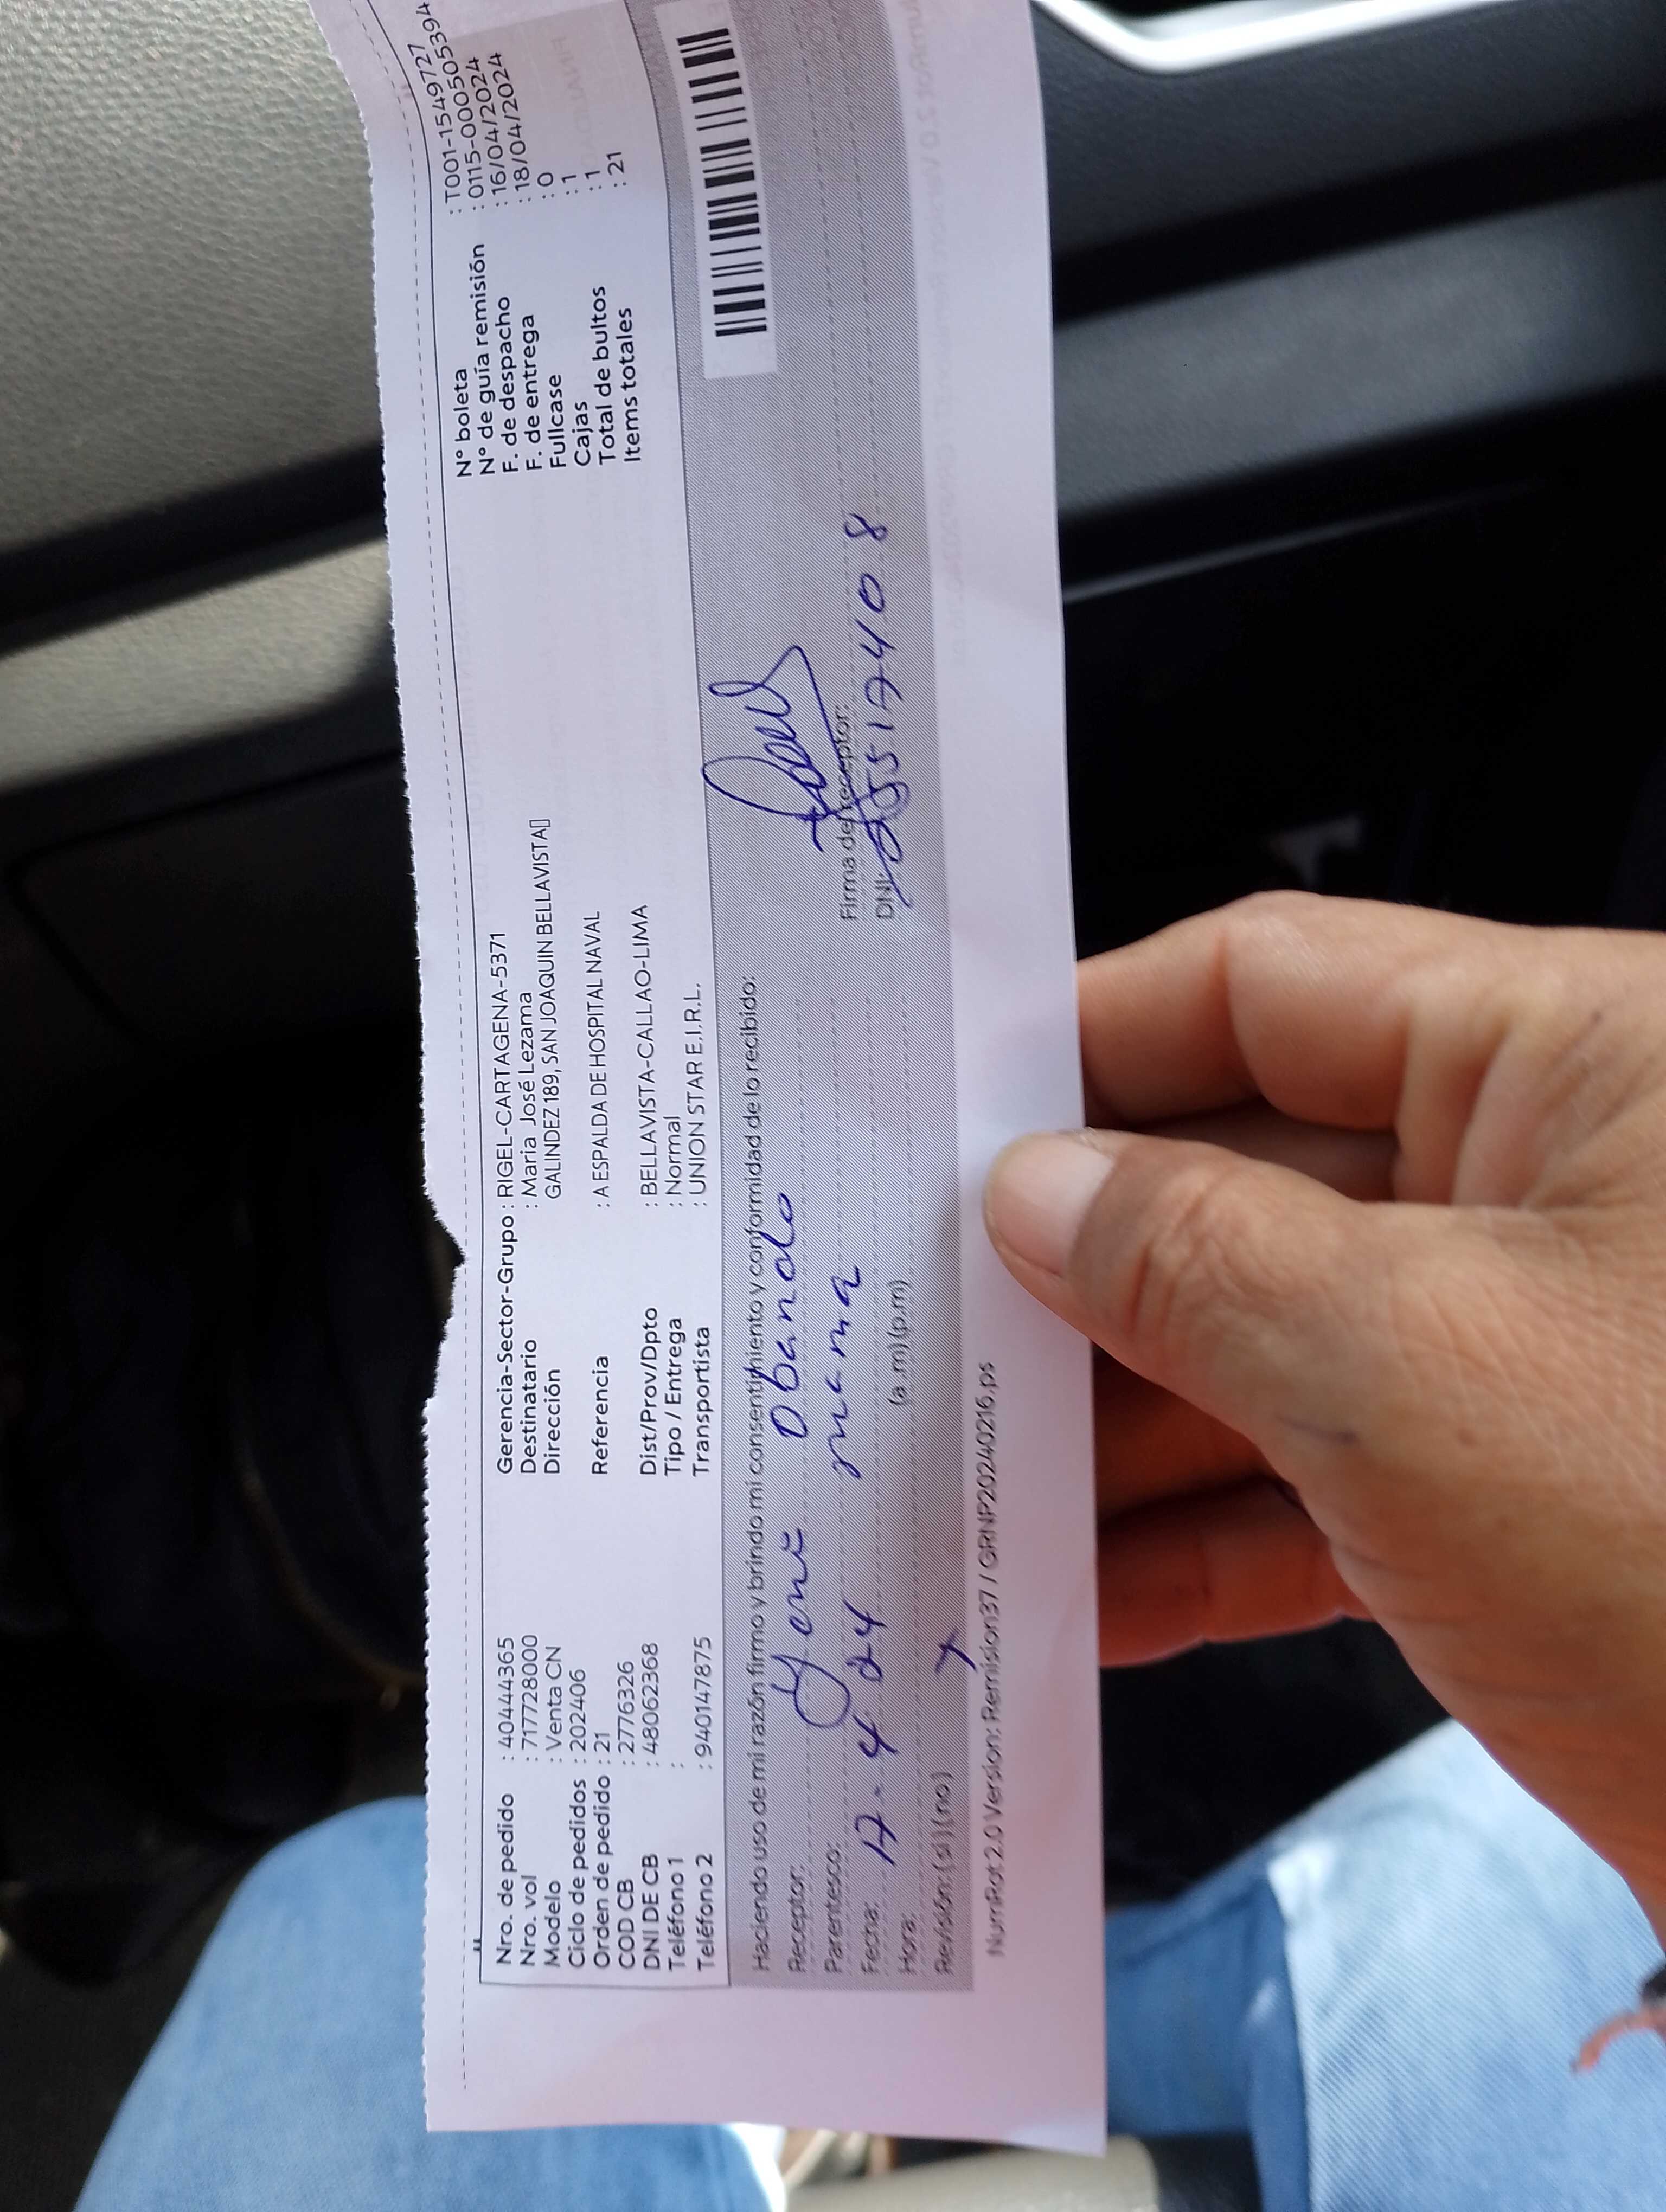 Nro. de pedido : 40444365
Nro. vol : 717728000
Modelo : Venta CN
Ciclo de pedidos : 202406
Orden de pedido : 21
COD CB : 2776326
DNI DE CB : 48062368
Teléfono 1 :
Teléfono 2 : 940147875
Gerencia-Sector-Grupo : RIGEL-CARTAGENA-5371
Destinatario : Maria José Lezama
Dirección GALINDEZ 189, SAN JOAQUIN BELLAVISTA[]
Referencia : A ESPALDA DE HOSPITAL NAVAL
Dist/Prov/Dpto : BELLAVISTA-CALLAO-LIMA
Tipo / Entrega : Normal
Transportista : UNION STAR E.I.R.L.
N° boleta : T001-1549727
N° de guía remisión : 0115-000505394
F. de despacho : 16/04/2024
F. de entrega : 18/04/2024
Fullcase : 0
Cajas : 1
Total de bultos : 1
Items totales : 21
Haciendo uso de mi razón firmo y brindo mi consentimiento y conformidad de lo recibido:
Receptor: Yeni Obando
Parentesco: mama
Fecha: 17-4-24
Hora: (a.m) (p.m)
Revisión: (si) (no)
Firma de receptor:
DNI: 25517408
NumRot 2.0 Version: Remision37 / GRNP20240216.ps